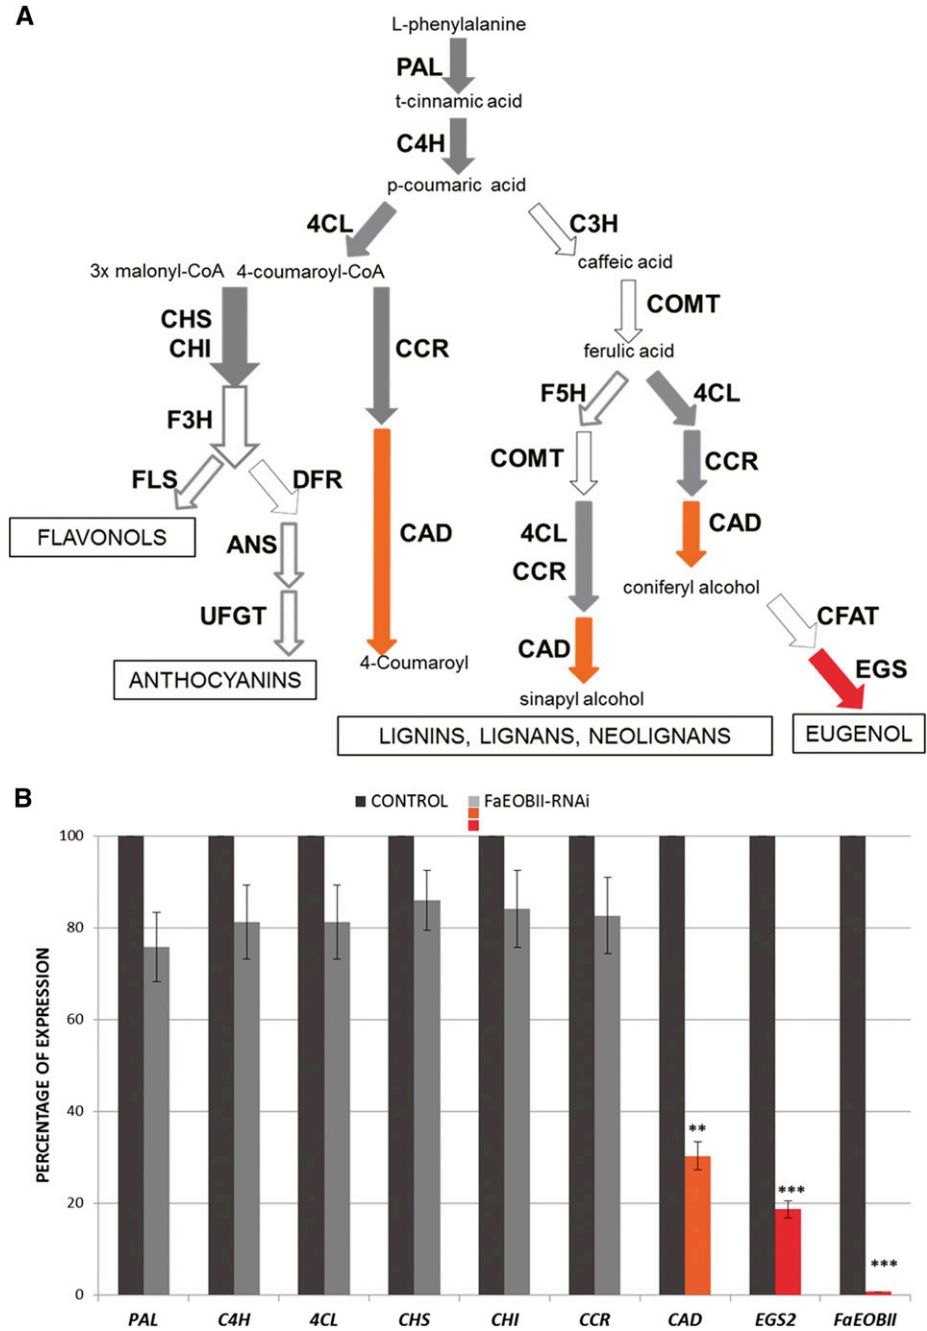 A
L-phenylalanine
PAL
t-cinnamic acid
C4H
p-coumaric acid
4CL
C3H
3x malonyl-CoA 4-coumaroyl-CoA
caffeic acid
CHS
CHI
CCR
COMT
ferulic acid
F3H
F5H
4CL
FLS
DFR
COMT
CCR
FLAVONOLS
ANS
CAD
4CL
CCR
CAD
UFGT
coniferyl alcohol
CFAT
CAD
4-Coumaroyl
EGS
ANTHOCYANINS
sinapyl alcohol
LIGNINS, LIGNANS, NEOLIGNANS
EUGENOL
B
CONTROL
FaEOBII-RNAi
PERCENTAGE OF EXPRESSION
100
80
60
40
20
0
**
***
***
PAL C4H 4CL CHS CHI CCR CAD EGS2 FaEOBII